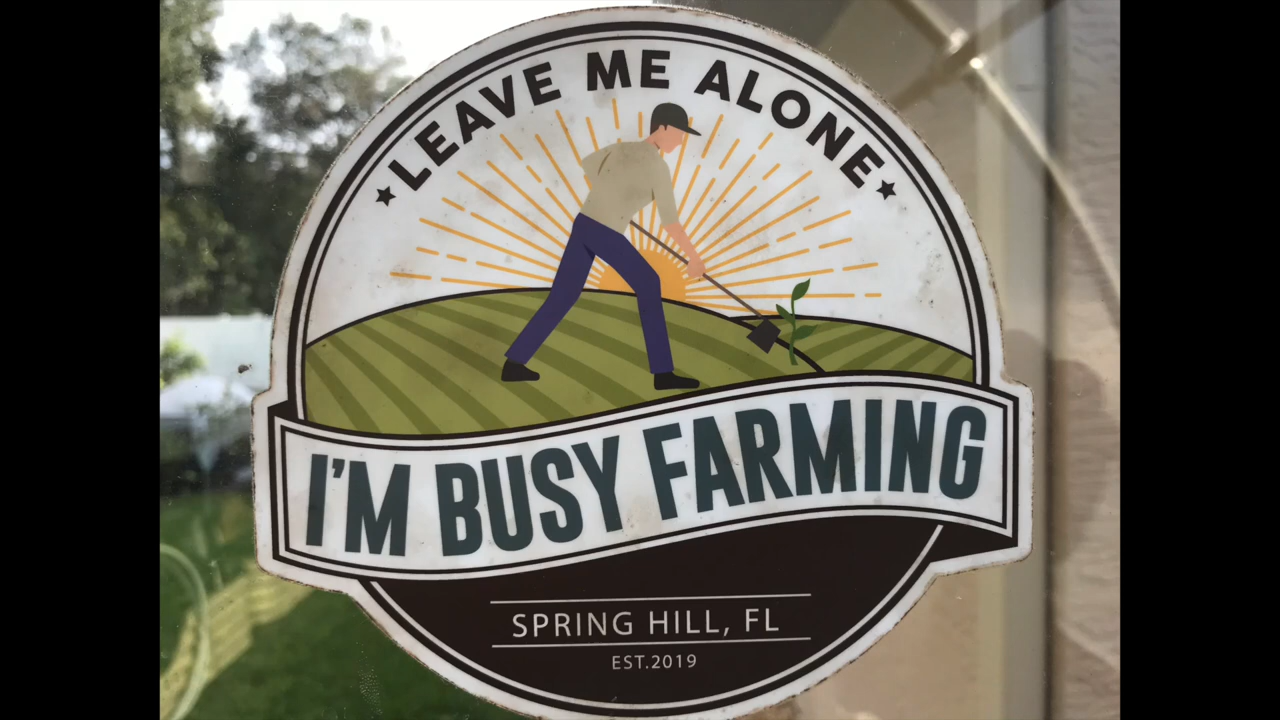 LEAVE ME ALONE
I'M BUSY FARMING
SPRING HILL, FL
EST.2019